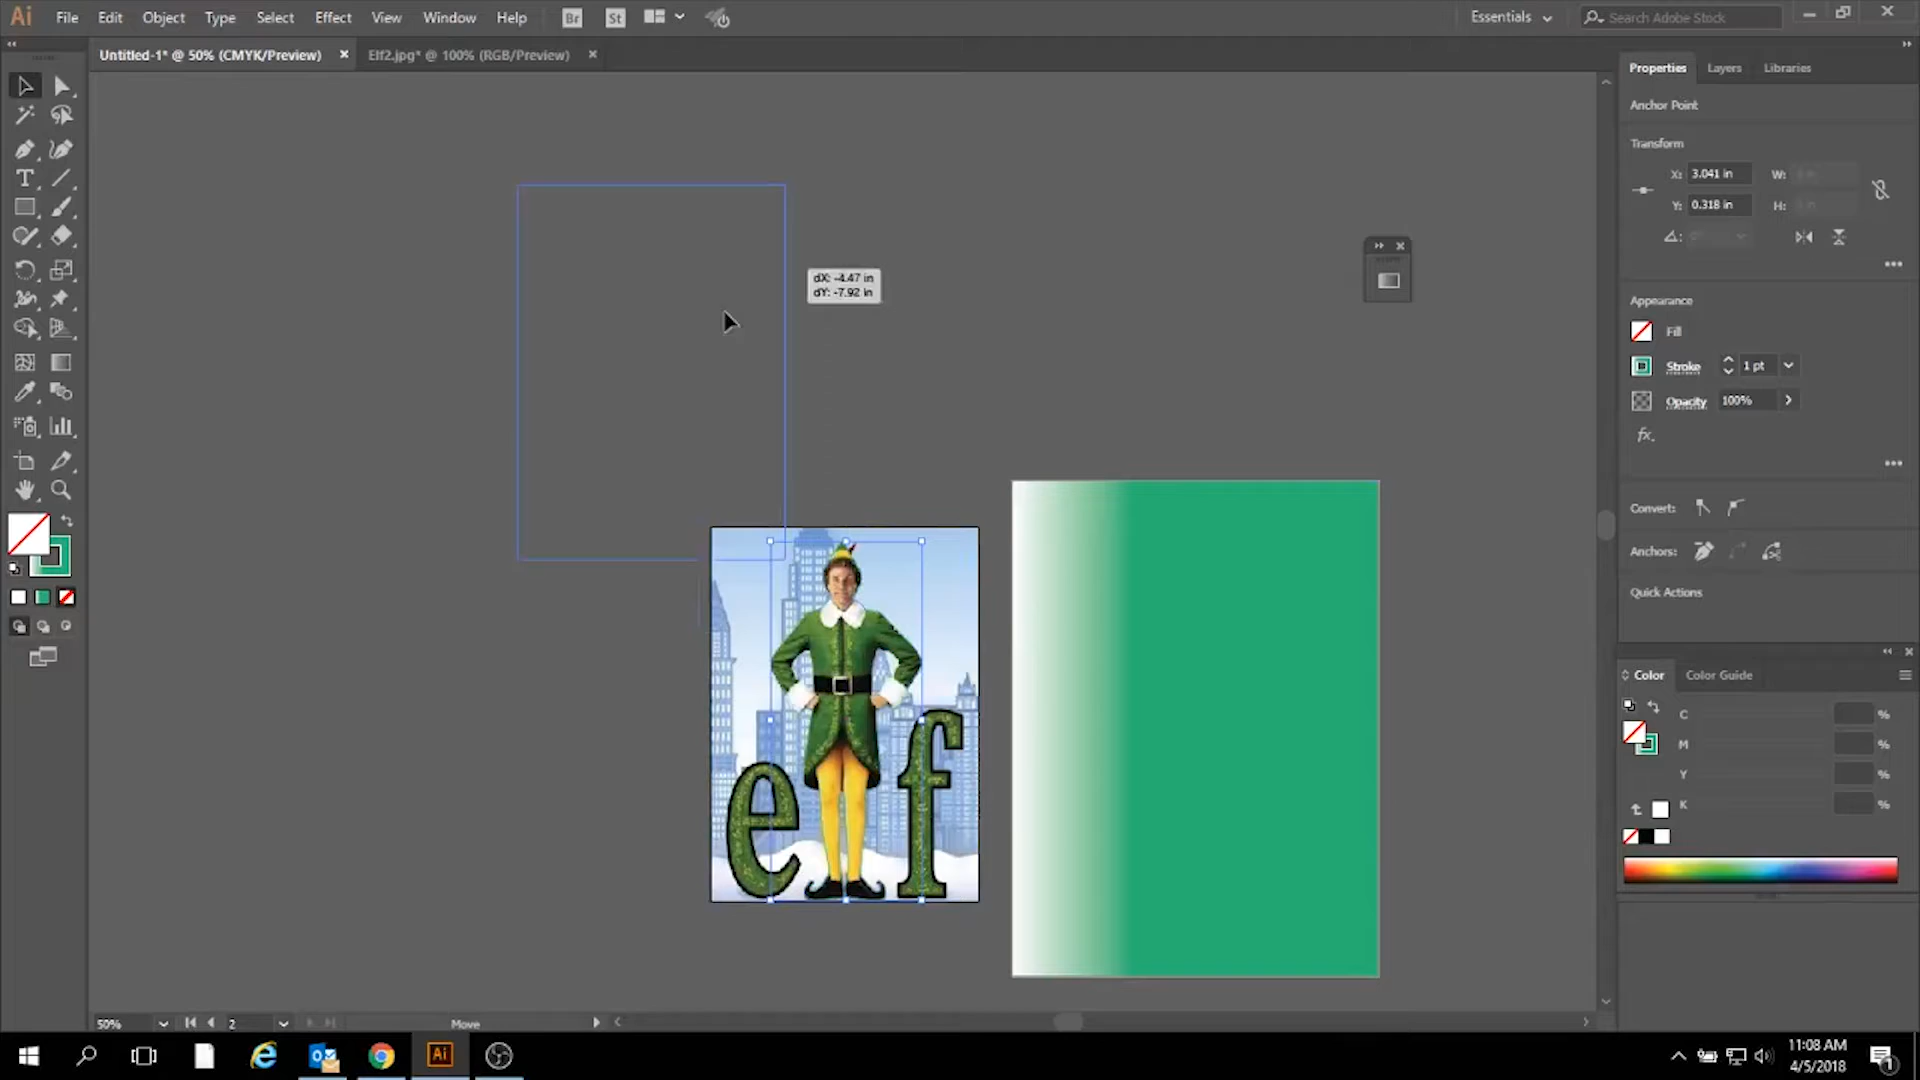 Ai File Edit Object Type Select Effect View Window Help Br St Essentials Search Adobe Stock
Untitled-1* @ 50% (CMYK/Preview) Elf2.jpg* @ 100% (RGB/Preview)
Properties Layers Libraries
Anchor Point
Transform
X: 3.041 in W:
Y: 0.318 in H:
dX: -4.47 in
dY: -7.92 in
Appearance
Fill
Stroke 1 pt
Opacity 100%
fx.
Convert:
Anchors:
Quick Actions
elf
Color Color Guide
C %
M %
Y %
K %
50% 2 Move
Ai
11:08 AM
4/5/2018
1